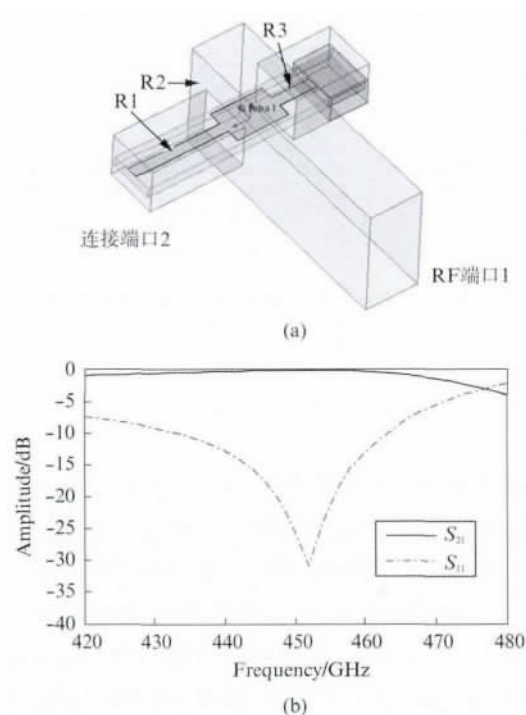 R3
R2
R1
连接端口2
RF端口1
(a)
Amplitude/dB
0
-5
-10
-15
-20
-25
-30
-35
-40
S21
S11
420
430
440
450
460
470
480
Frequency/GHz
(b)